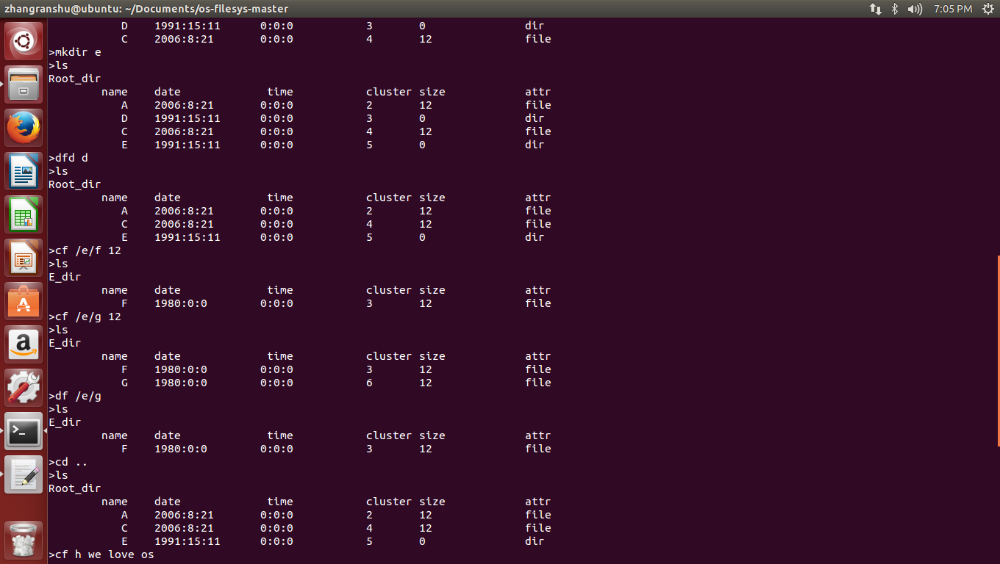 zhangranshu@ubuntu: ~/Documents/os-filesys-master 7:05 PM
D 1991:15:11 0:0:0 3 0 dir
C 2006:8:21 0:0:0 4 12 file
>mkdir e
>ls
Root_dir
name date time cluster size attr
A 2006:8:21 0:0:0 2 12 file
D 1991:15:11 0:0:0 3 0 dir
C 2006:8:21 0:0:0 4 12 file
E 1991:15:11 0:0:0 5 0 dir
>dfd d
>ls
Root_dir
name date time cluster size attr
A 2006:8:21 0:0:0 2 12 file
C 2006:8:21 0:0:0 4 12 file
E 1991:15:11 0:0:0 5 0 dir
>cf /e/f 12
>ls
E_dir
name date time cluster size attr
F 1980:0:0 0:0:0 3 12 file
>cf /e/g 12
>ls
E_dir
name date time cluster size attr
F 1980:0:0 0:0:0 3 12 file
G 1980:0:0 0:0:0 6 12 file
>df /e/g
>ls
E_dir
name date time cluster size attr
F 1980:0:0 0:0:0 3 12 file
>cd ..
>ls
Root_dir
name date time cluster size attr
A 2006:8:21 0:0:0 2 12 file
C 2006:8:21 0:0:0 4 12 file
E 1991:15:11 0:0:0 5 0 dir
>cf h we love os